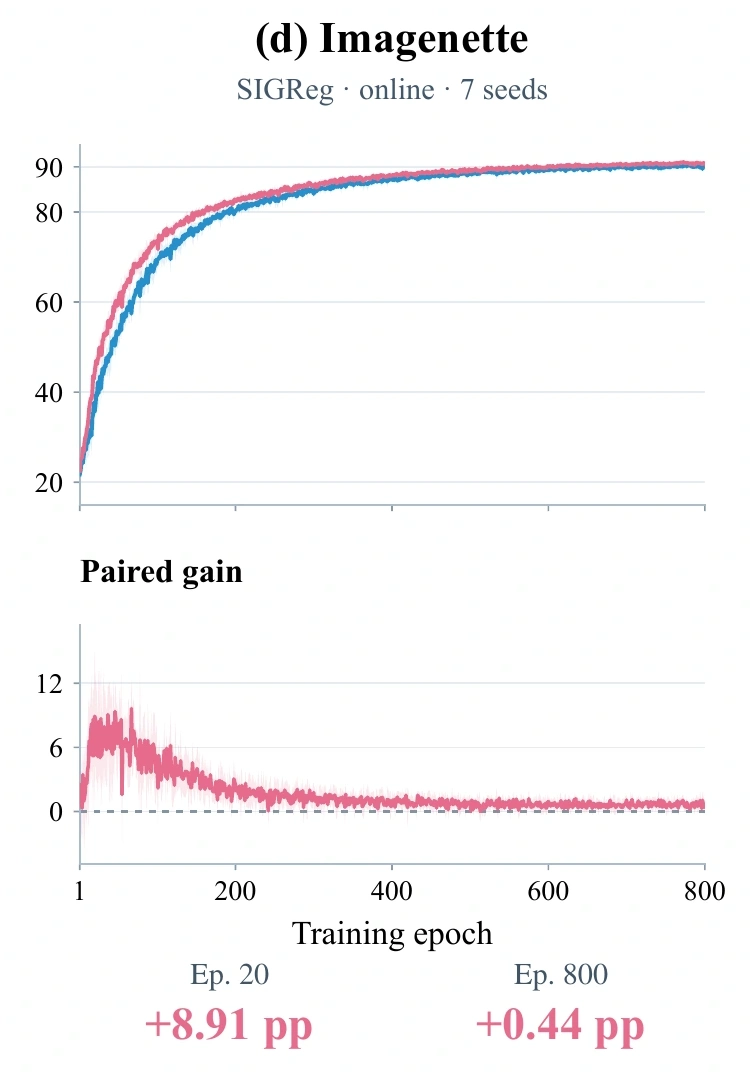 (d) Imagenette
SIGReg · online · 7 seeds
90
80
60
40
20
Paired gain
12
6
0
1 200 400 600 800
Training epoch
Ep. 20 Ep. 800
+8.91 pp +0.44 pp